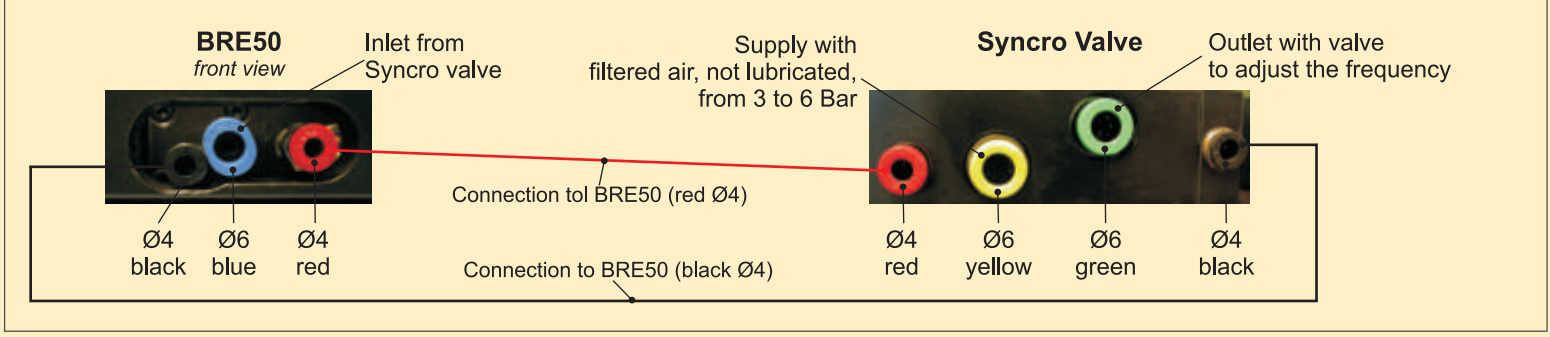 BRE50
front view
Inlet from
Syncro valve
Supply with
filtered air, not lubricated,
from 3 to 6 Bar
Syncro Valve
Outlet with valve
to adjust the frequency
Connection tol BRE50 (red Ø4)
Ø4
black
Ø6
blue
Ø4
red
Ø4
red
Ø6
yellow
Ø6
green
Ø4
black
Connection to BRE50 (black Ø4)